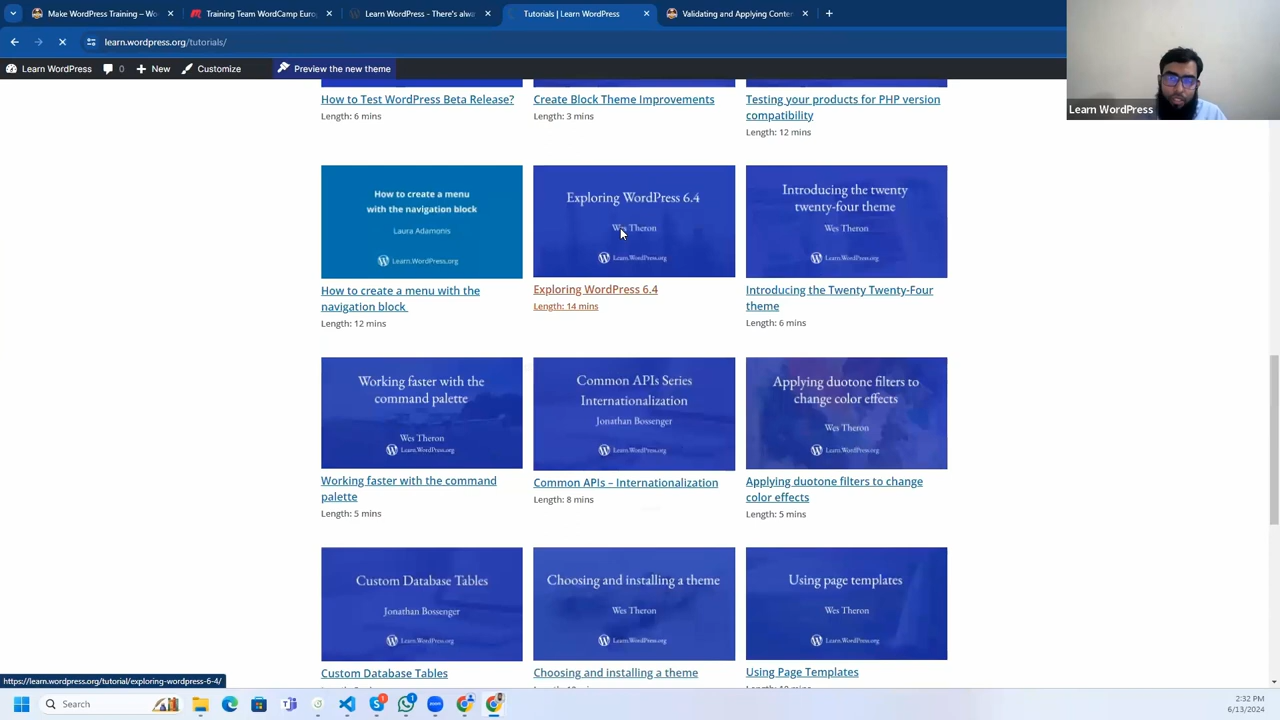 Make WordPress Training – Wo
Training Team WordCamp Euro
Learn WordPress - There's alwa
Tutorials | Learn WordPress
Validating and Applying Conten
learn.wordpress.org/tutorials/
Learn WordPress
0
New
Customize
Preview the new theme
Learn WordPress
How to Test WordPress Beta Release?
Length: 6 mins
Create Block Theme Improvements
Length: 3 mins
Testing your products for PHP version
compatibility
Length: 12 mins
How to create a menu
with the navigation block
Laura Adamonis
Learn.WordPress.org
How to create a menu with the
navigation block
Length: 12 mins
Exploring WordPress 6.4
Wes Theron
Learn.WordPress.org
Exploring WordPress 6.4
Length: 14 mins
Introducing the twenty
twenty-four theme
Wes Theron
Learn.WordPress.org
Introducing the Twenty Twenty-Four
theme
Length: 6 mins
Working faster with the
command palette
Wes Theron
Learn.WordPress.org
Working faster with the command
palette
Length: 5 mins
Common APIs Series
Internationalization
Jonathan Bossenger
Learn.WordPress.org
Common APIs – Internationalization
Length: 8 mins
Applying duotone filters to
change color effects
Wes Theron
Learn.WordPress.org
Applying duotone filters to change
color effects
Length: 5 mins
Custom Database Tables
Jonathan Bossenger
Learn.WordPress.org
Custom Database Tables
Choosing and installing a theme
Wes Theron
Learn.WordPress.org
Choosing and installing a theme
Using page templates
Wes Theron
Learn.WordPress.org
Using Page Templates
https://learn.wordpress.org/tutorial/exploring-wordpress-6-4/
Search
2:32 PM
6/13/2024